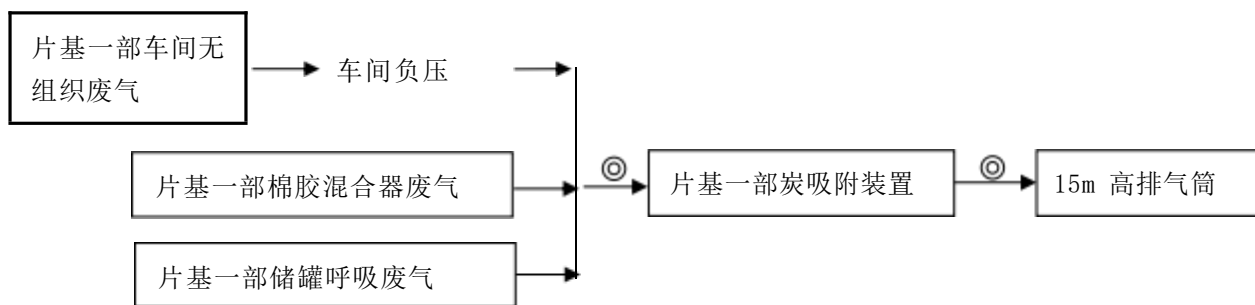 片基一部车间无
组织废气
车间负压
片基一部棉胶混合器废气
◎
片基一部炭吸附装置
◎
15m 高排气筒
片基一部储罐呼吸废气